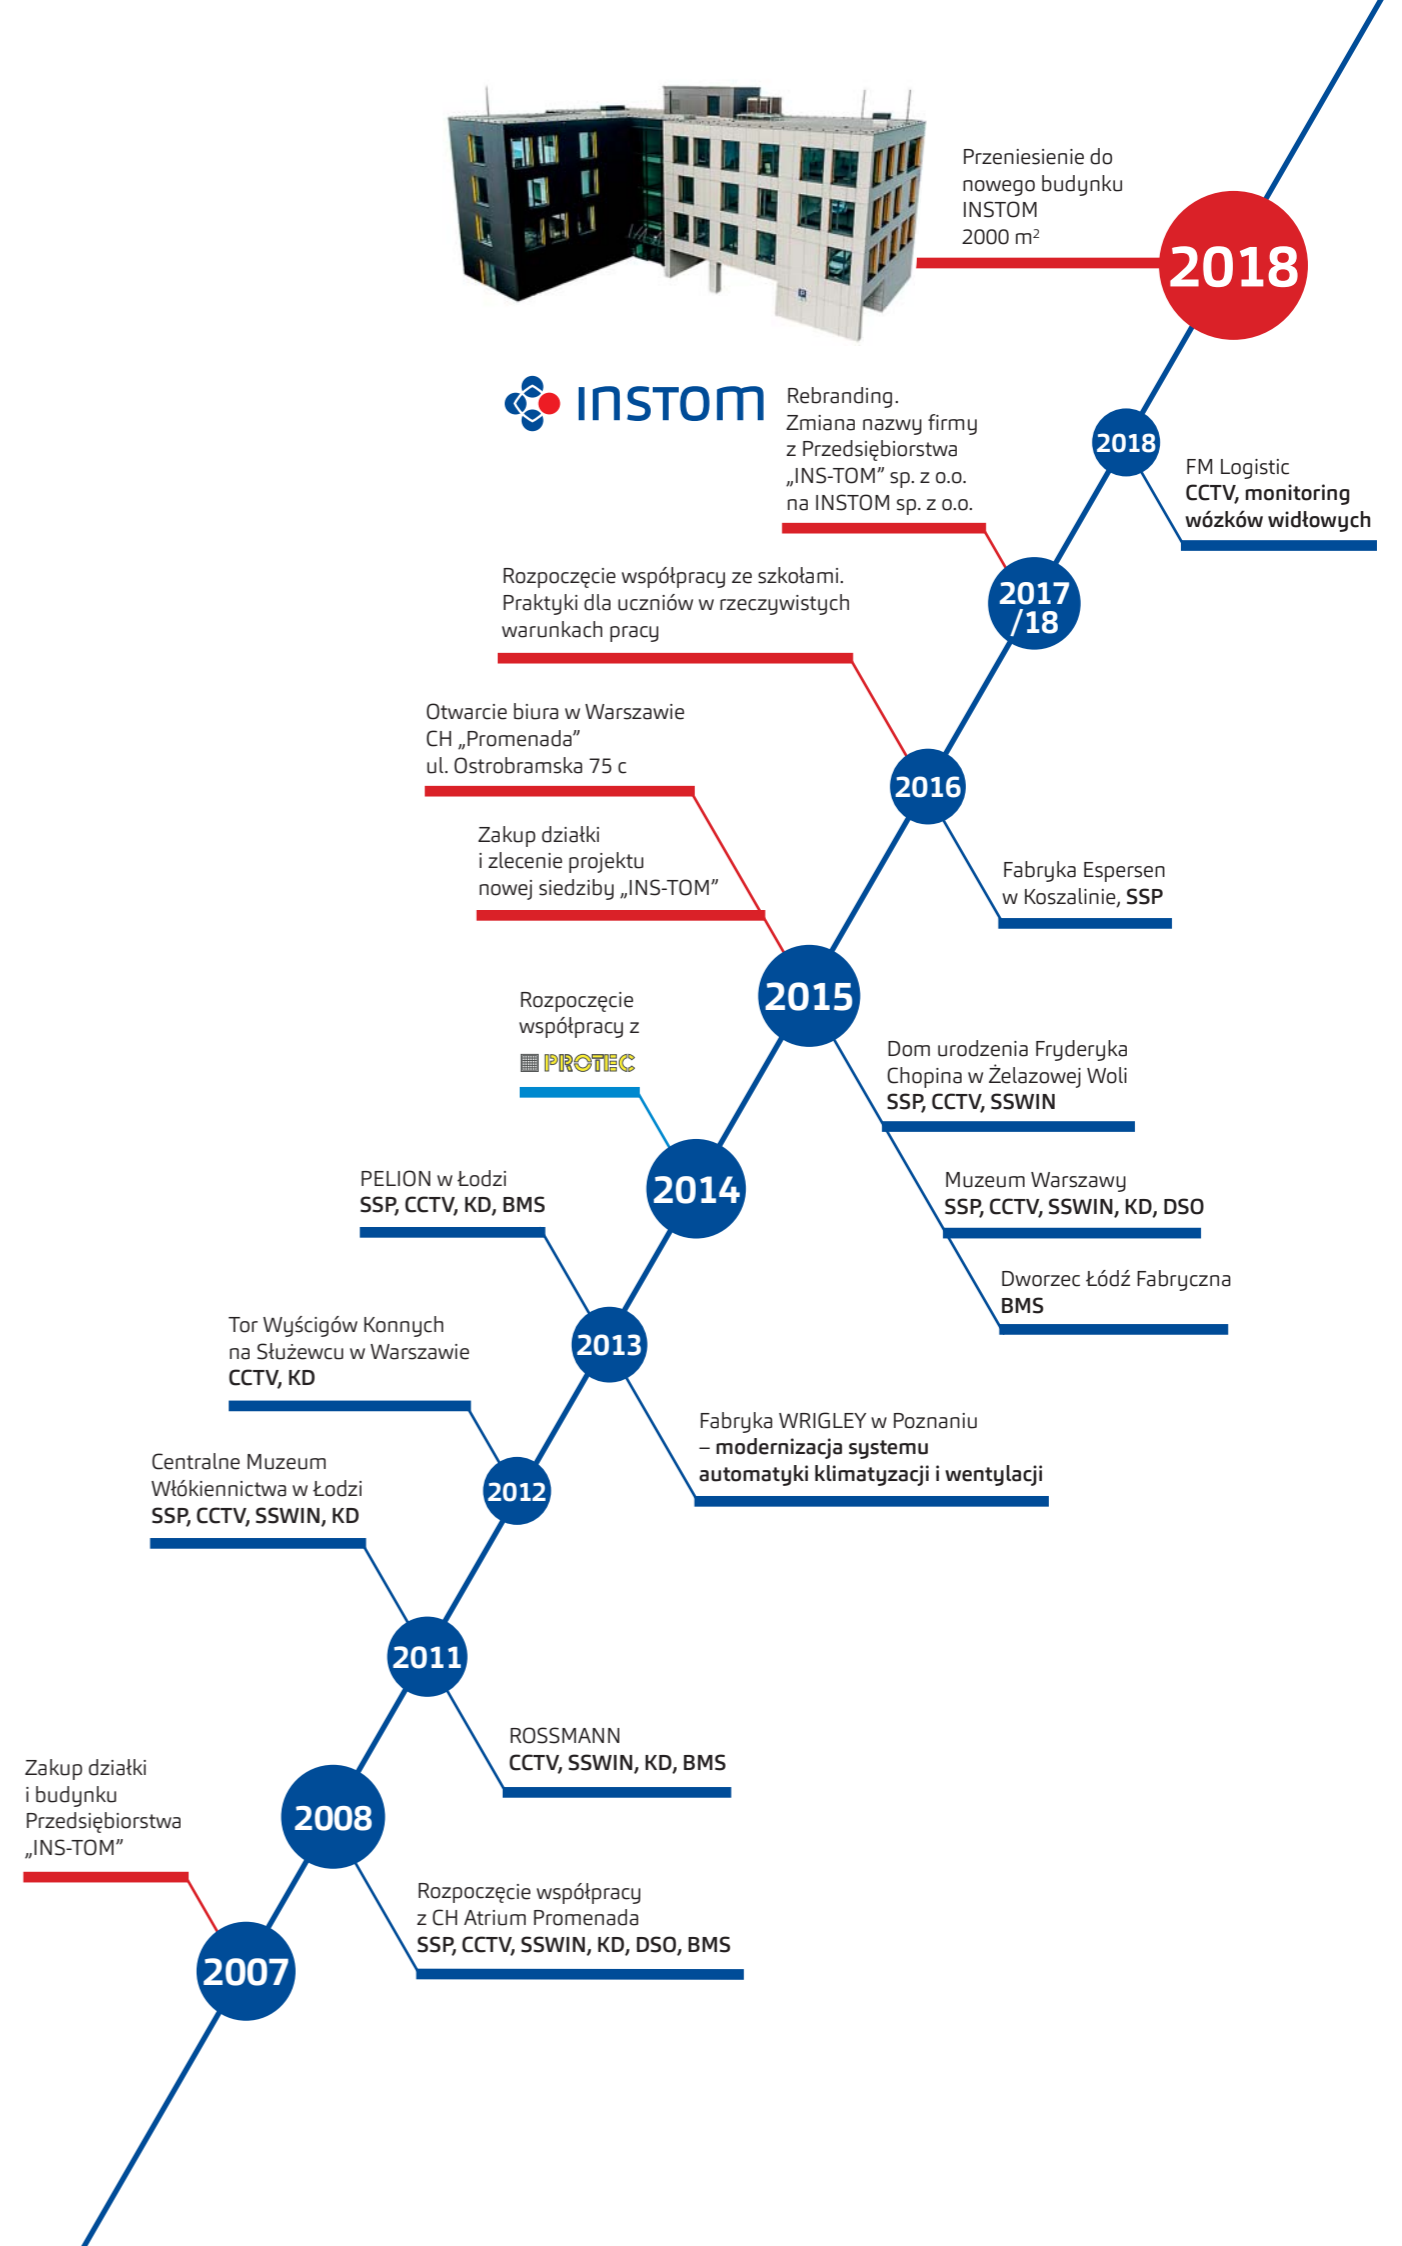 Przeniesienie do
nowego budynku
INSTOM
2000 m²
2018
INSTOM
Rebranding.
Zmiana nazwy firmy
z Przedsiębiorstwa
„INS-TOM” sp. z o.o.
na INSTOM sp. z o.o.
2018
FM Logistic
CCTV, monitoring
wózków widłowych
2017
/18
Rozpoczęcie współpracy ze szkołami.
Praktyki dla uczniów w rzeczywistych
warunkach pracy
Otwarcie biura w Warszawie
CH „Promenada”
ul. Ostrobramska 75 c
2016
Zakup działki
i zlecenie projektu
nowej siedziby „INS-TOM”
Fabryka Espersen
w Koszalinie, SSP
2015
Rozpoczęcie
współpracy z
PROTEC
Dom urodzenia Fryderyka
Chopina w Żelazowej Woli
SSP, CCTV, SSWIN
2014
PELION w Łodzi
SSP, CCTV, KD, BMS
Muzeum Warszawy
SSP, CCTV, SSWIN, KD, DSO
Dworzec Łódź Fabryczna
BMS
2013
Tor Wyścigów Konnych
na Służewcu w Warszawie
CCTV, KD
Fabryka WRIGLEY w Poznaniu
– modernizacja systemu
automatyki klimatyzacji i wentylacji
Centralne Muzeum
Włókiennictwa w Łodzi
SSP, CCTV, SSWIN, KD
2012
2011
ROSSMANN
CCTV, SSWIN, KD, BMS
Zakup działki
i budynku
Przedsiębiorstwa
„INS-TOM”
2008
Rozpoczęcie współpracy
z CH Atrium Promenada
SSP, CCTV, SSWIN, KD, DSO, BMS
2007